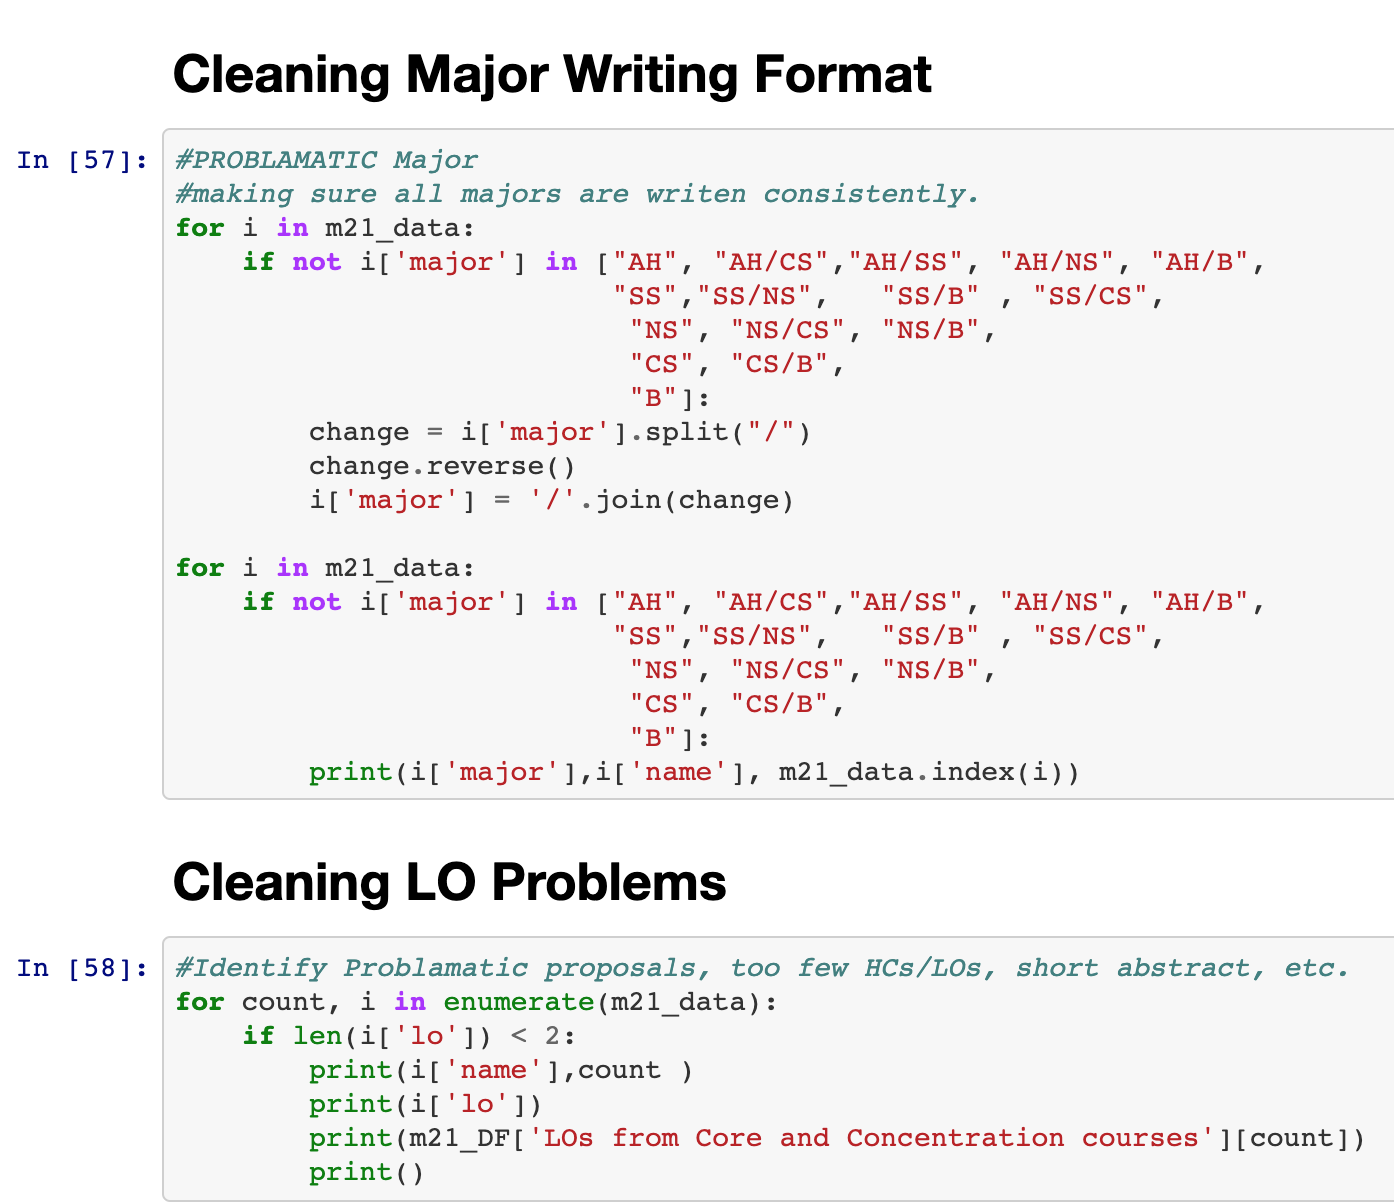 Cleaning Major Writing Format
In [57]: #PROBLAMATIC Major
#making sure all majors are writen consistently.
for i in m21_data:
    if not i['major'] in ["AH", "AH/CS","AH/SS", "AH/NS", "AH/B",
                          "SS","SS/NS",   "SS/B" , "SS/CS",
                           "NS", "NS/CS", "NS/B",
                           "CS", "CS/B",
                           "B"]:
        change = i['major'].split("/")
        change.reverse()
        i['major'] = '/'.join(change)

for i in m21_data:
    if not i['major'] in ["AH", "AH/CS","AH/SS", "AH/NS", "AH/B",
                          "SS","SS/NS",   "SS/B" , "SS/CS",
                           "NS", "NS/CS", "NS/B",
                           "CS", "CS/B",
                           "B"]:
        print(i['major'],i['name'], m21_data.index(i))
Cleaning LO Problems
In [58]: #Identify Problamatic proposals, too few HCs/LOs, short abstract, etc.
for count, i in enumerate(m21_data):
    if len(i['lo']) < 2:
        print(i['name'],count )
        print(i['lo'])
        print(m21_DF['LOs from Core and Concentration courses'][count])
        print()